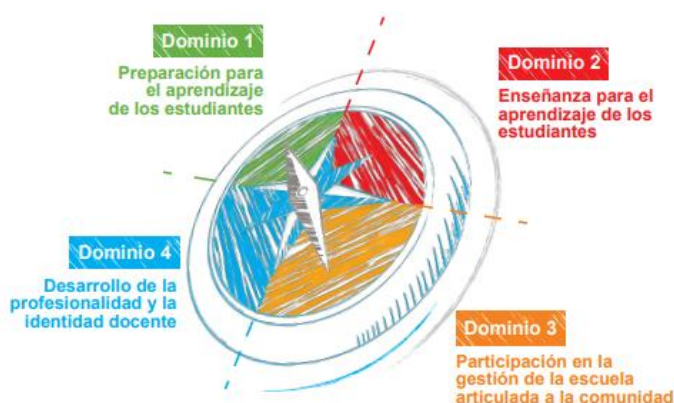 Dominio 1
Preparación para
el aprendizaje
de los estudiantes
Dominio 2
Enseñanza para el
aprendizaje de los
estudiantes
Dominio 4
Desarrollo de la
profesionalidad y la
identidad docente
Dominio 3
Participación en la
gestión de la escuela
articulada a la comunidad